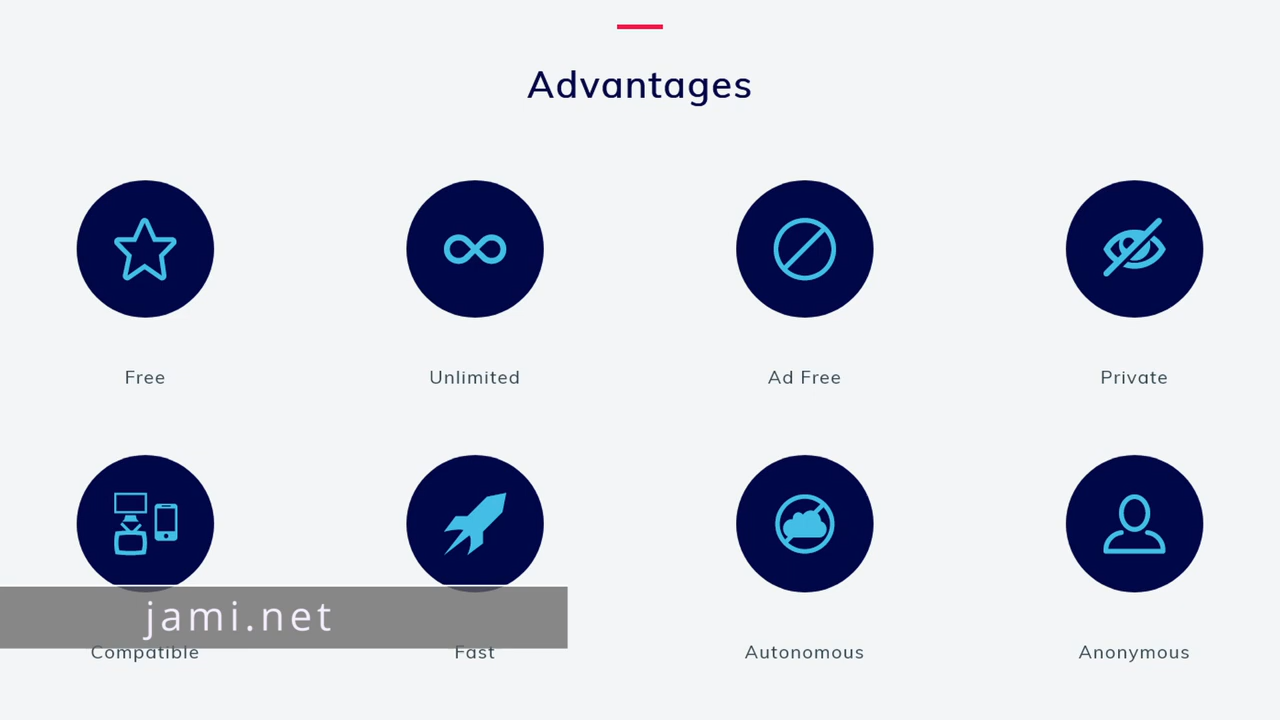 Advantages
Free
Unlimited
Ad Free
Private
jami.net
Compatible
Fast
Autonomous
Anonymous